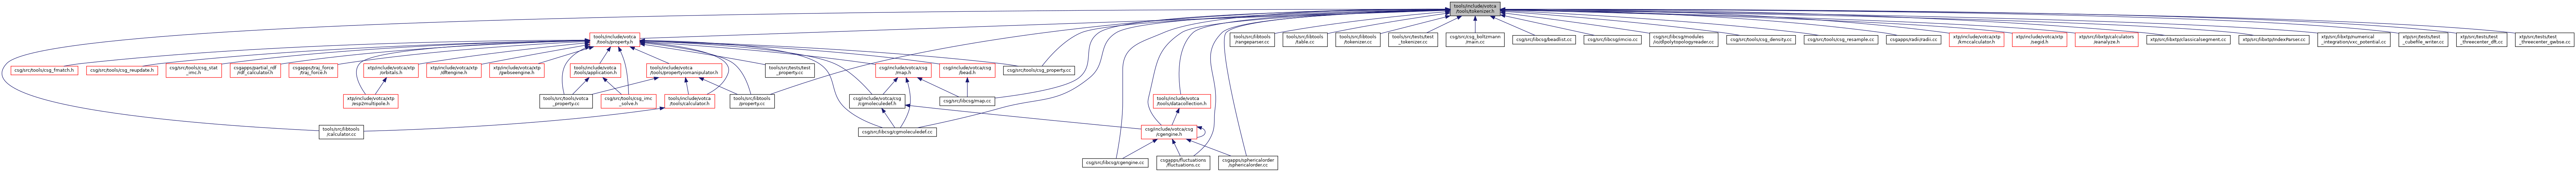 tools/include/votca
/tools/tokenizer.h
tools/include/votca
/tools/property.h
tools/src/libtools
/rangeparser.cc
tools/src/libtools
/table.cc
tools/src/libtools
/tokenizer.cc
tools/src/tests/test
_tokenizer.cc
csg/src/csg_boltzmann
/main.cc
csg/src/libcsg/beadlist.cc
csg/src/libcsg/imcio.cc
csg/src/libcsg/modules
/io/dlpolytopologyreader.cc
csg/src/tools/csg_density.cc
csg/src/tools/csg_resample.cc
csgapps/radii/radii.cc
xtp/include/votca/xtp
/kmccalculator.h
xtp/include/votca/xtp
/segid.h
xtp/src/libxtp/calculators
/eanalyze.h
xtp/src/libxtp/classicalsegment.cc
xtp/src/libxtp/IndexParser.cc
xtp/src/libxtp/numerical
_integration/vxc_potential.cc
xtp/src/tests/test
_cubefile_writer.cc
xtp/src/tests/test
_threecenter_dft.cc
xtp/src/tests/test
_threecenter_gwbse.cc
csg/src/tools/csg_fmatch.h
csg/src/tools/csg_reupdate.h
csg/src/tools/csg_stat
_imc.h
csgapps/partial_rdf
/rdf_calculator.h
csgapps/traj_force
/traj_force.h
xtp/include/votca/xtp
/orbitals.h
xtp/include/votca/xtp
/dftengine.h
xtp/include/votca/xtp
/gwbseengine.h
tools/include/votca
/tools/application.h
tools/include/votca
/tools/propertyiomanipulator.h
tools/src/tests/test
_property.cc
csg/include/votca/csg
/map.h
csg/include/votca/csg
/bead.h
csg/src/tools/csg_property.cc
xtp/include/votca/xtp
/esp2multipole.h
tools/src/tools/votca
_property.cc
csg/src/tools/csg_imc
_solve.h
tools/include/votca
/tools/calculator.h
tools/src/libtools
/property.cc
csg/include/votca/csg
/cgmoleculedef.h
csg/src/libcsg/map.cc
tools/include/votca
/tools/datacollection.h
tools/src/libtools
/calculator.cc
csg/src/libcsg/cgmoleculedef.cc
csg/include/votca/csg
/cgengine.h
csg/src/libcsg/cgengine.cc
csgapps/fluctuations
/fluctuations.cc
csgapps/sphericalorder
/sphericalorder.cc